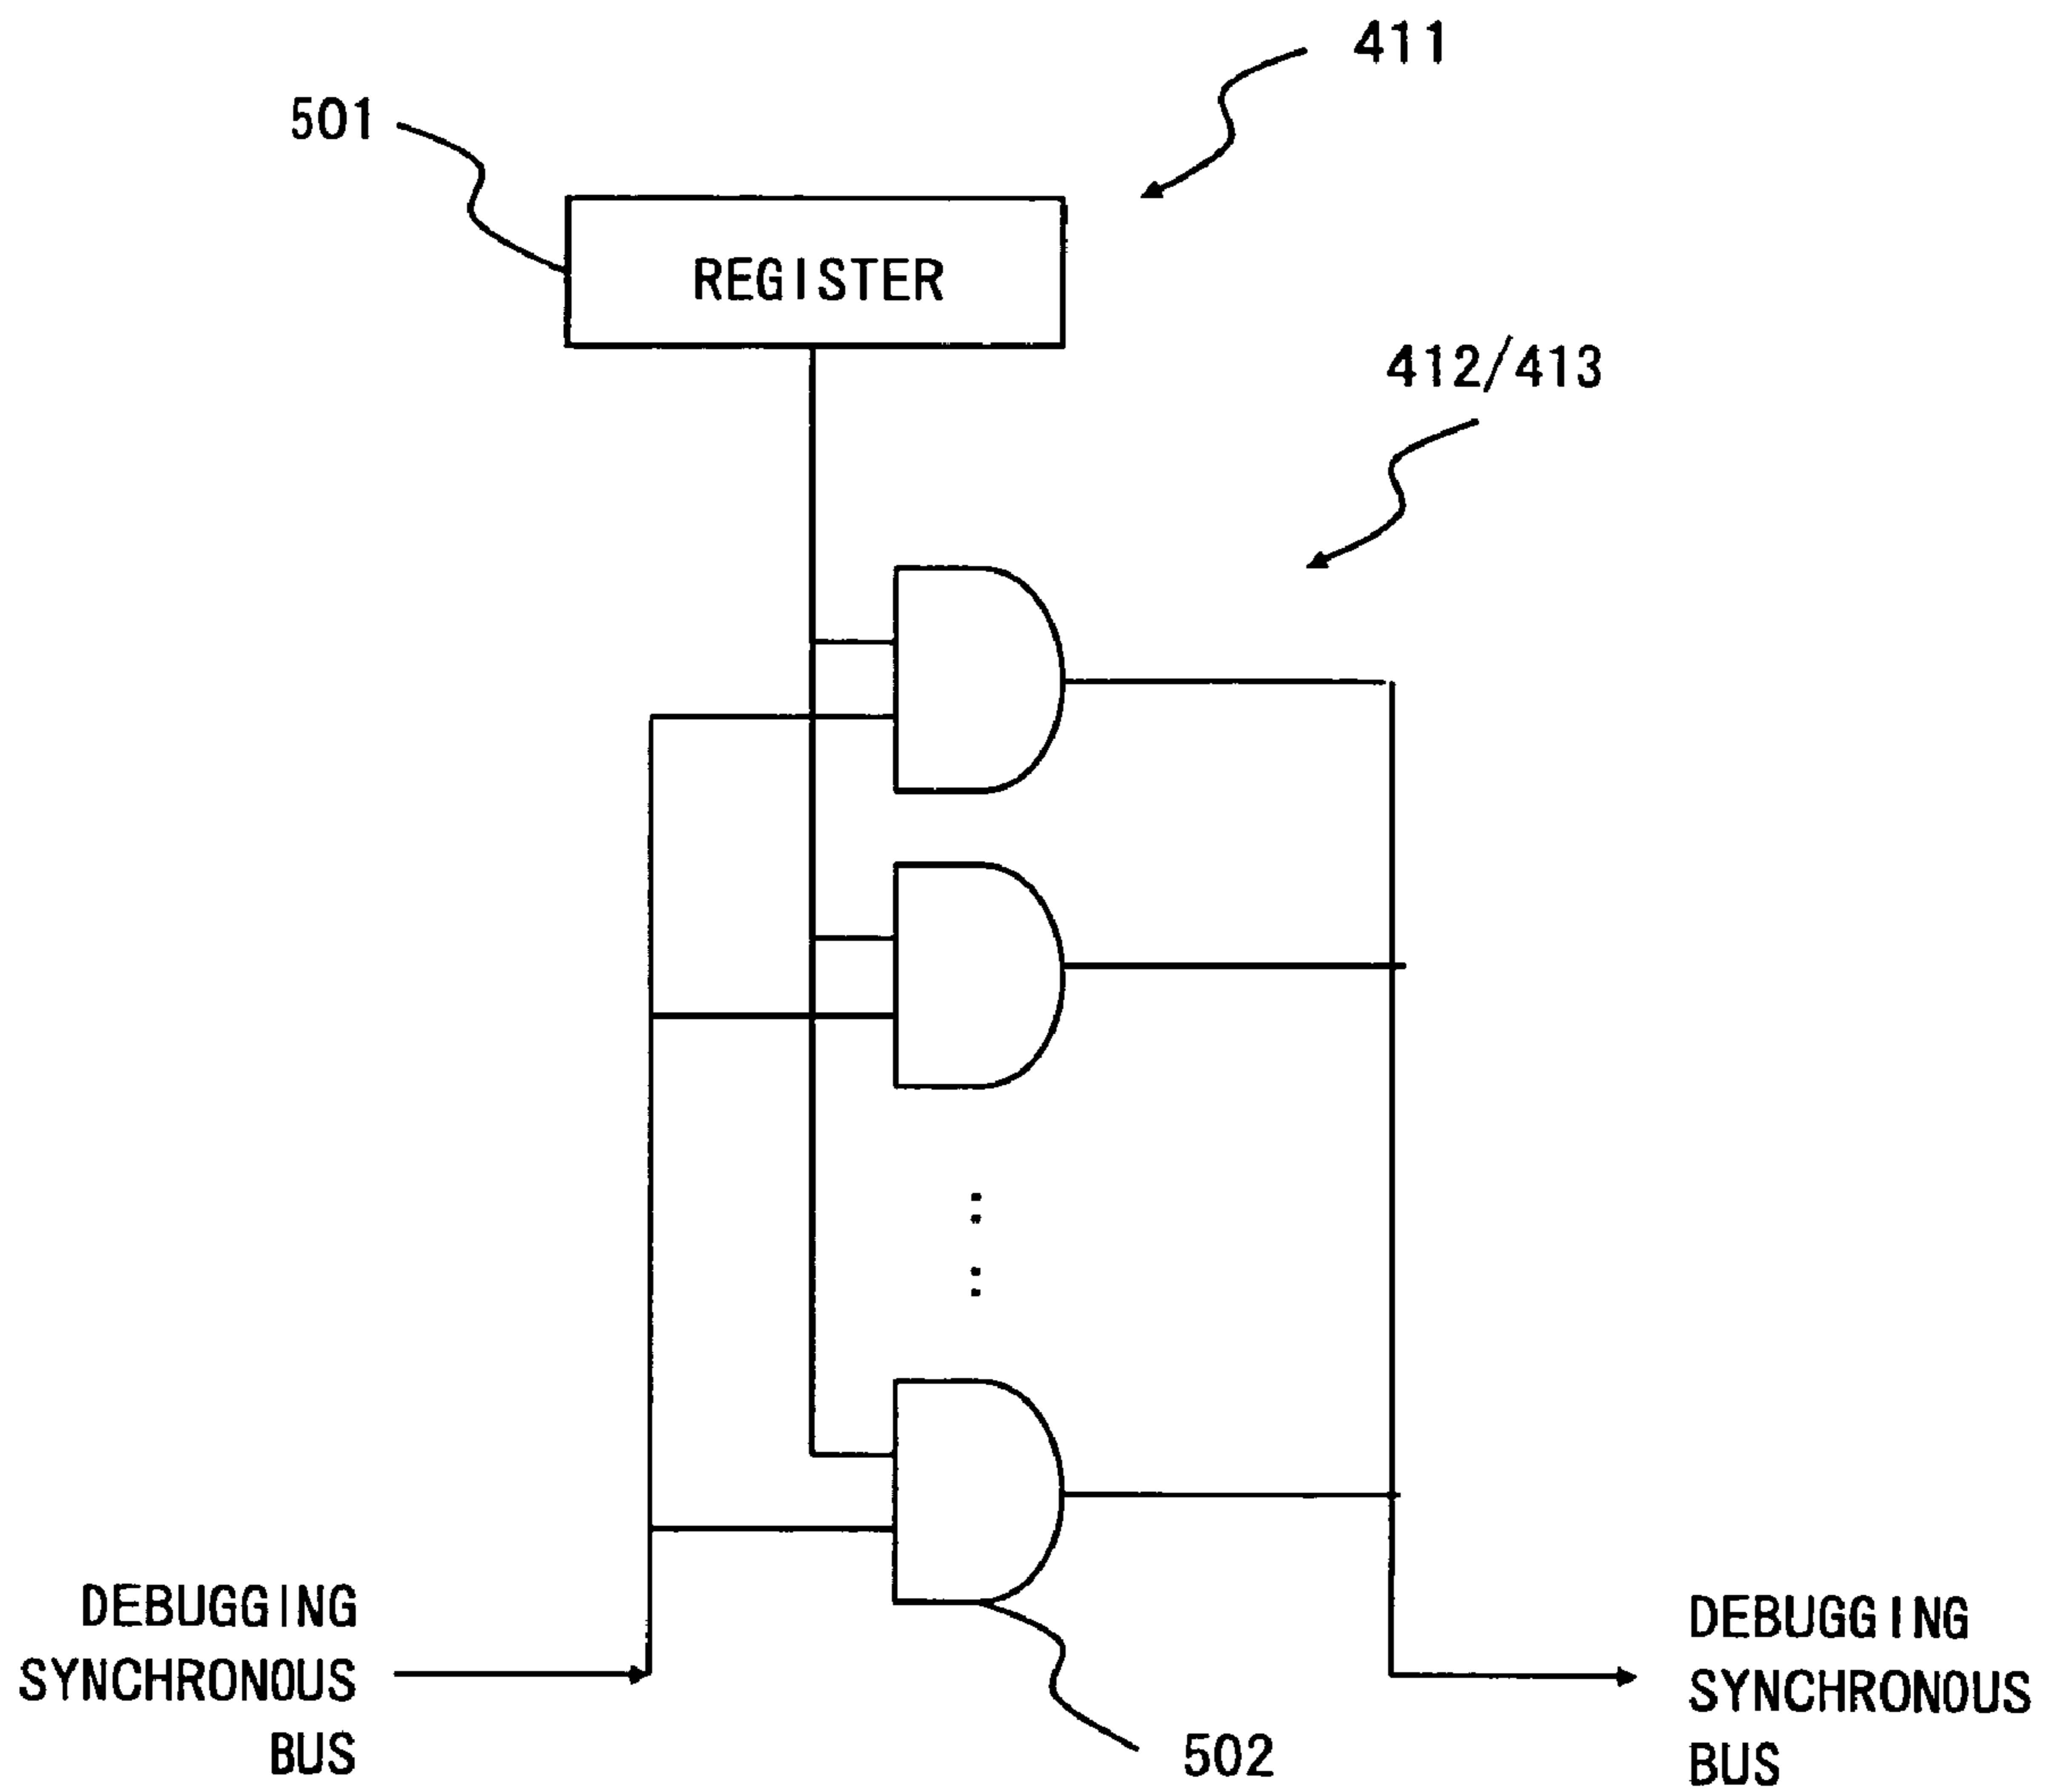 411
501
REGISTER
412/413
DEBUGGING
SYNCHRONOUS
BUS
502
DEBUGGING
SYNCHRONOUS
BUS